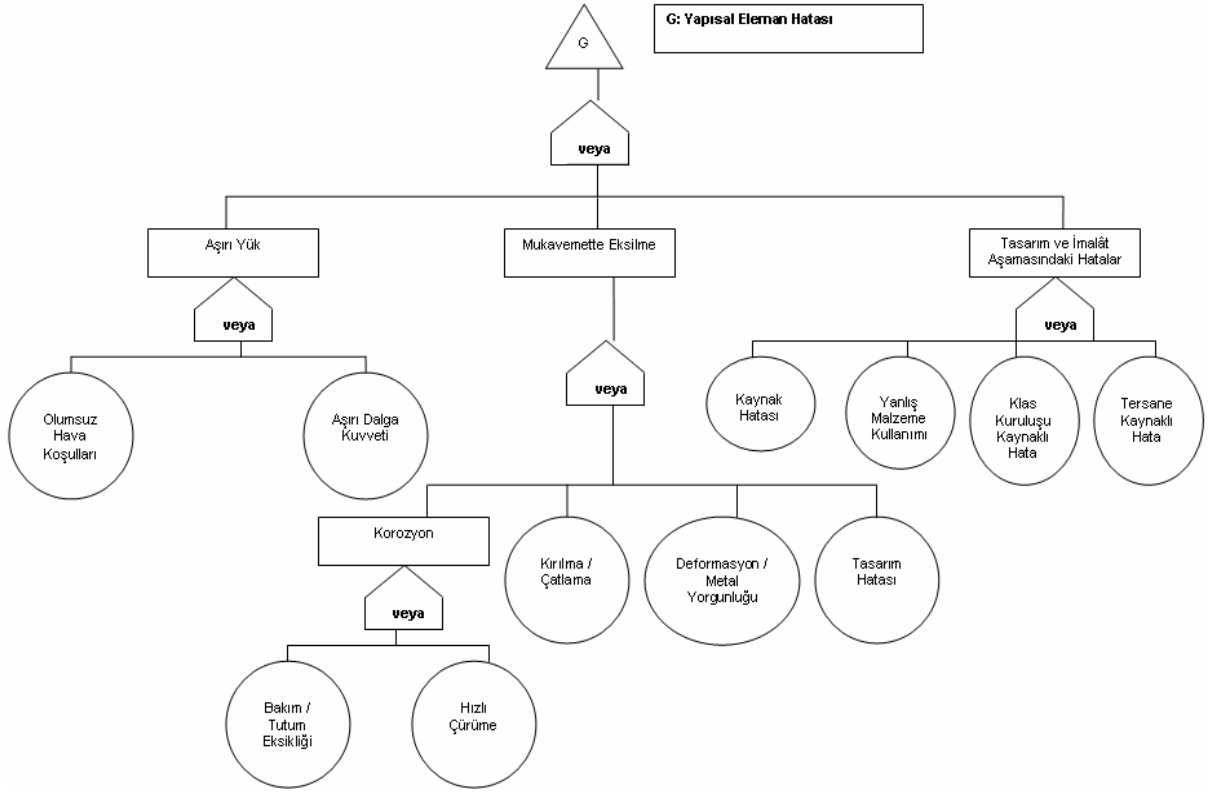 G
G: Yapısal Eleman Hatası
veya
Aşırı Yük
Mukavemette Eksilme
Tasarım ve İmalât
Aşamasındaki Hatalar
veya
veya
veya
Olumsuz
Hava
Koşulları
Aşırı Dalga
Kuvveti
Kaynak
Hatası
Yanlış
Malzeme
Kullanımı
Klas
Kuruluşu
Kaynaklı
Hata
Tersane
Kaynaklı
Hata
Korozyon
Kırılma /
Çatlama
Deformasyon /
Metal
Yorgunluğu
Tasarım
Hatası
veya
Bakım /
Tutum
Eksikliği
Hızlı
Çürüme